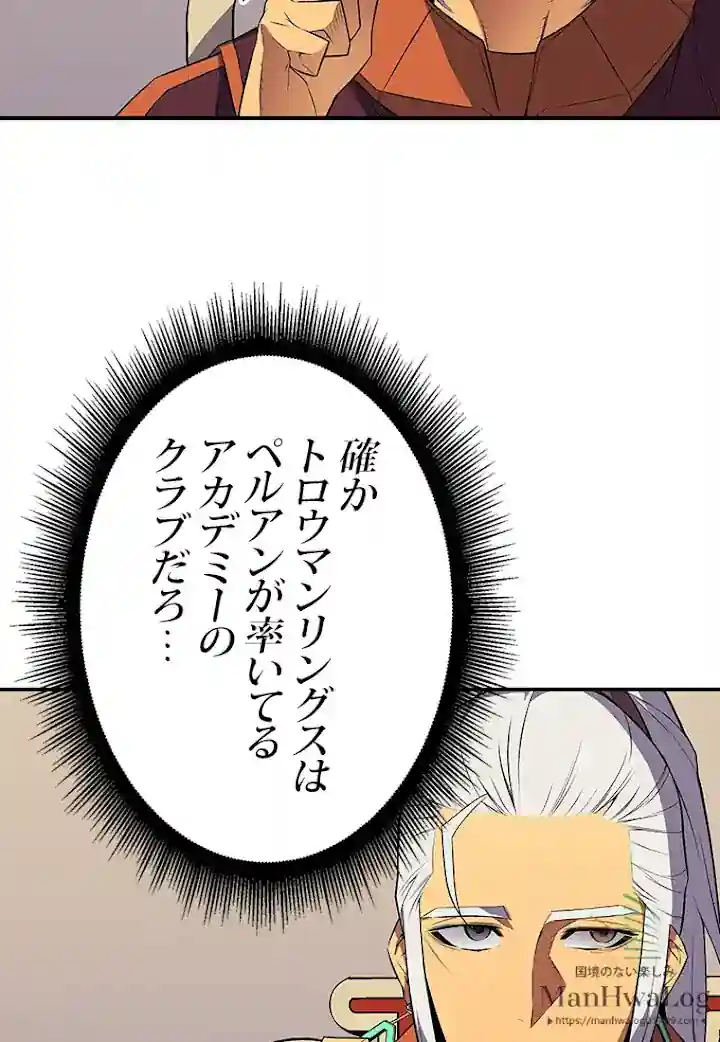 確か
トロウマンリングスは
ペルアンが率いてる
アカデミーの
クラブだろ…
国境のない楽しみ
ManHwaLog